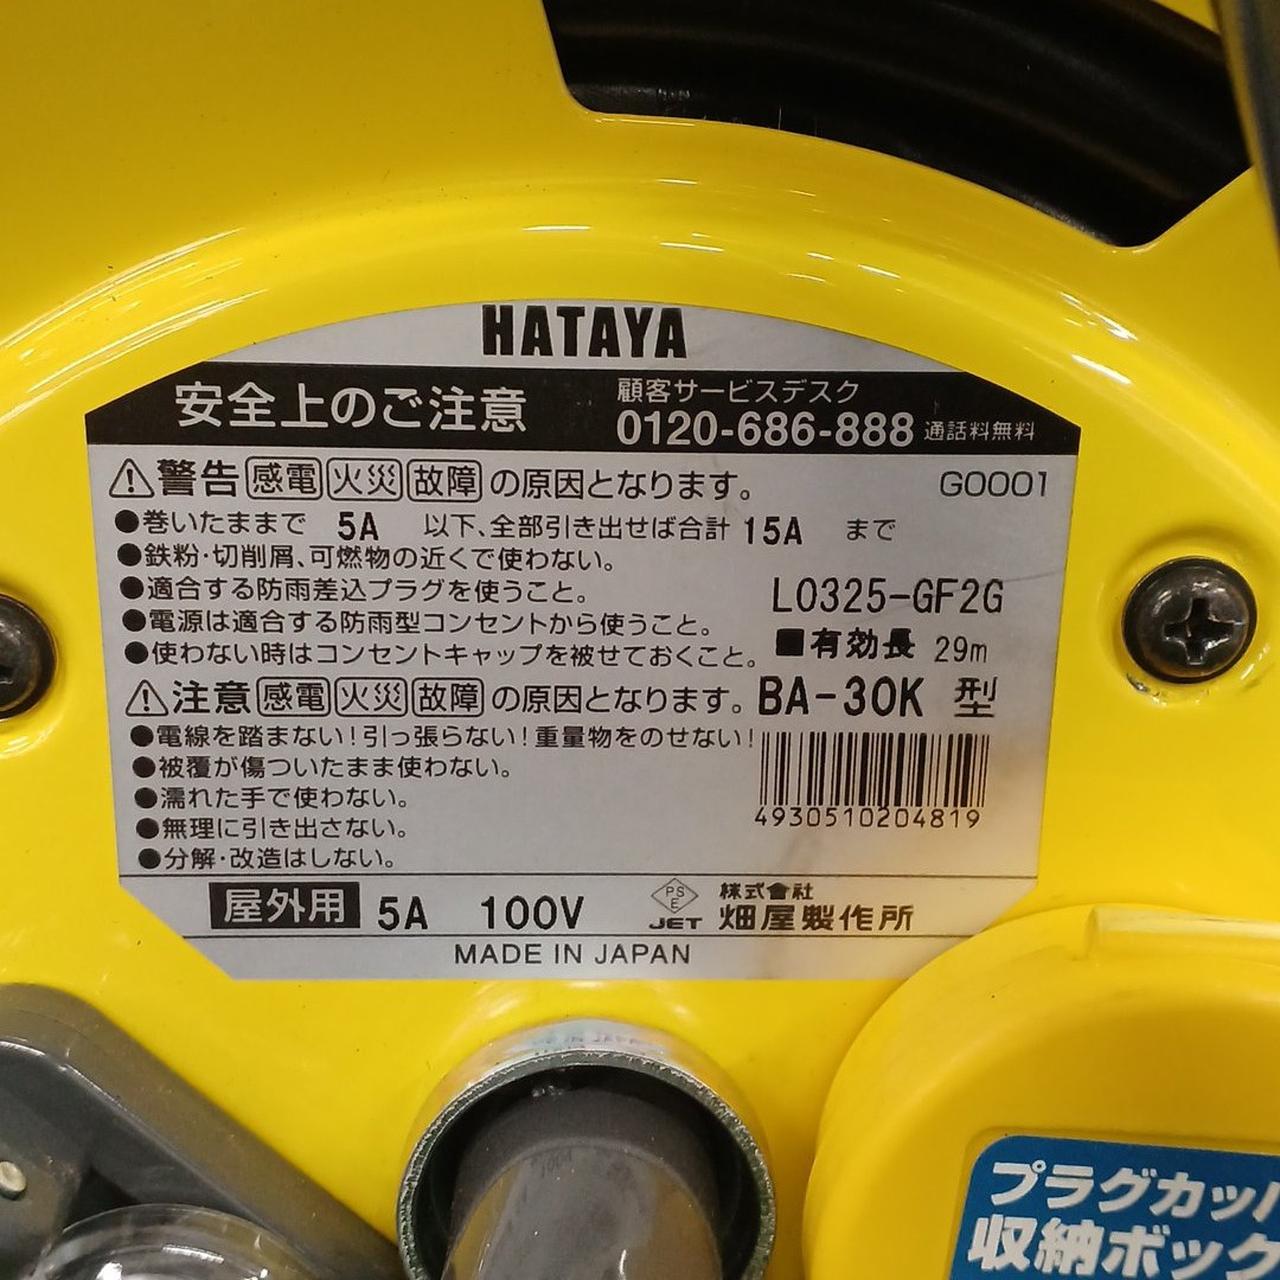 HATAYA
安全上のご注意
顧客サービスデスク
0120-686-888 通話料無料
警告 感電 火災 故障 の原因となります。
G0001
●巻いたままで 5A 以下、全部引き出せば合計 15A まで
●鉄粉・切削屑、可燃物の近くで使わない。
●適合する防雨差込プラグを使うこと。
L0325-GF2G
●電源は適合する防雨型コンセントから使うこと。
■有効長 29m
●使わない時はコンセントキャップを被せておくこと。
注意 感電 火災 故障 の原因となります。
BA-30K 型
●電線を踏まない!引っ張らない!重量物をのせない!
●被覆が傷ついたまま使わない。
●濡れた手で使わない。
4930510204819
●無理に引き出さない。
●分解・改造はしない。
屋外用 5A 100V
PS
E
JET
株式会社
畑屋製作所
MADE IN JAPAN
プラグカッパ
収納ボック